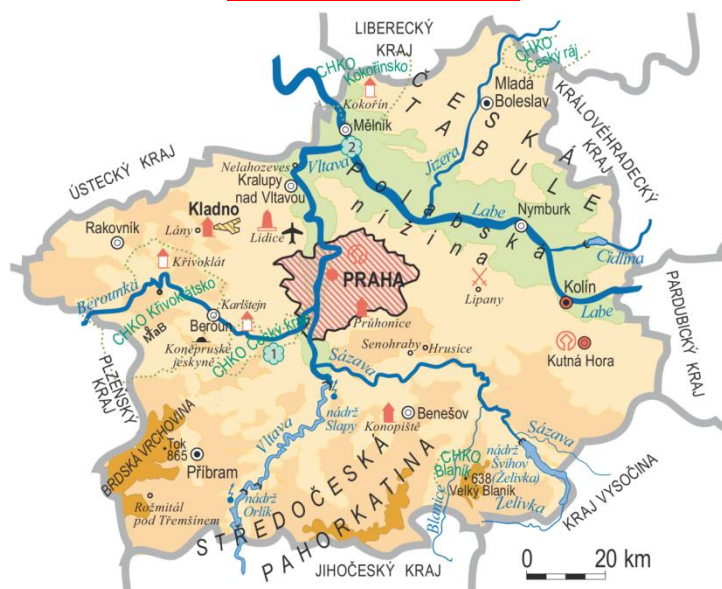 LIBERECKÝ
KRAJ
CHKO
Kokořínsko
CHKO
Český ráj
Kokořín
Mladá
Boleslav
KRÁLOVÉHRADECKÝ
KRAJ
Mělník
2
ČESKÁ
TABULE
ÚSTECKÝ KRAJ
Nelahozeves
Vltava
Kralupy
nad Vltavou
Jizera
Polabská
nížina
Labe
Nymburk
Kladno
Lány
Lidice
Rakovník
Křivoklát
PRAHA
Cidlina
Lipany
Kolín
Labe
PARDUBICKÝ KRAJ
Berounka
CHKO Křivoklátsko
MaB
Karlštejn
Beroun
CHKO Český kras
Průhonice
Koněpruské
jeskyně
1
Senohraby
Hrusice
Kutná Hora
PLZEŇSKÝ
KRAJ
Sázava
nádrž
Slapy
Vltava
Konopiště
Benešov
Sázava
BRDSKÁ VRCHOVINA
Tok
865
Příbram
CHKO
Blaník
nádrž
Švihov
(Želivka)
638
Velký Blaník
KRAJ VYSOČINA
Rožmitál
pod Třemšínem
nádrž
Orlík
Blanice
Želivka
STŘEDOČESKÁ
PAHORKATINA
JIHOČESKÝ KRAJ
0 20 km